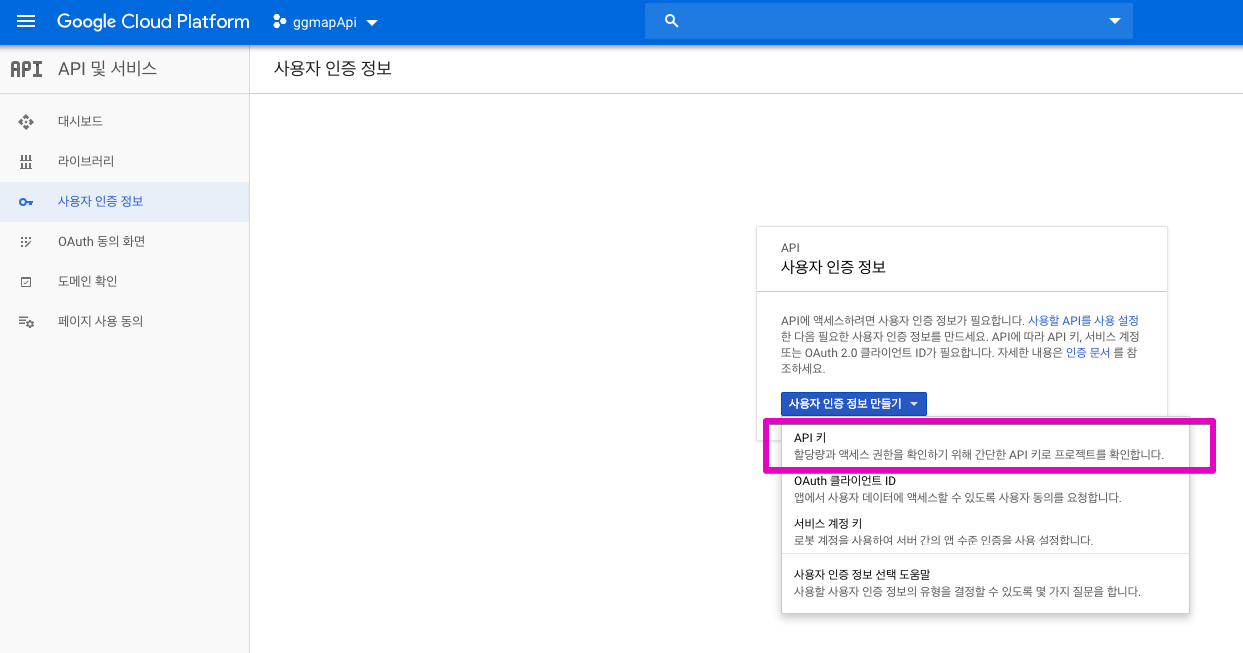 Google Cloud Platform
ggmapApi
API
API 및 서비스
사용자 인증 정보
대시보드
라이브러리
사용자 인증 정보
OAuth 동의 화면
도메인 확인
페이지 사용 동의
API
사용자 인증 정보
API에 액세스하려면 사용자 인증 정보가 필요합니다. 사용할 API를 사용 설정
한 다음 필요한 사용자 인증 정보를 만드세요. API에 따라 API 키, 서비스 계정
또는 OAuth 2.0 클라이언트 ID가 필요합니다. 자세한 내용은 인증 문서 를 참
조하세요.
사용자 인증 정보 만들기
API 키
할당량과 액세스 권한을 확인하기 위해 간단한 API 키로 프로젝트를 확인합니다.
OAuth 클라이언트 ID
앱에서 사용자 데이터에 액세스할 수 있도록 사용자 동의를 요청합니다.
서비스 계정 키
로봇 계정을 사용하여 서버 간의 앱 수준 인증을 사용 설정합니다.
사용자 인증 정보 선택 도움말
사용할 사용자 인증 정보의 유형을 결정할 수 있도록 몇 가지 질문을 합니다.